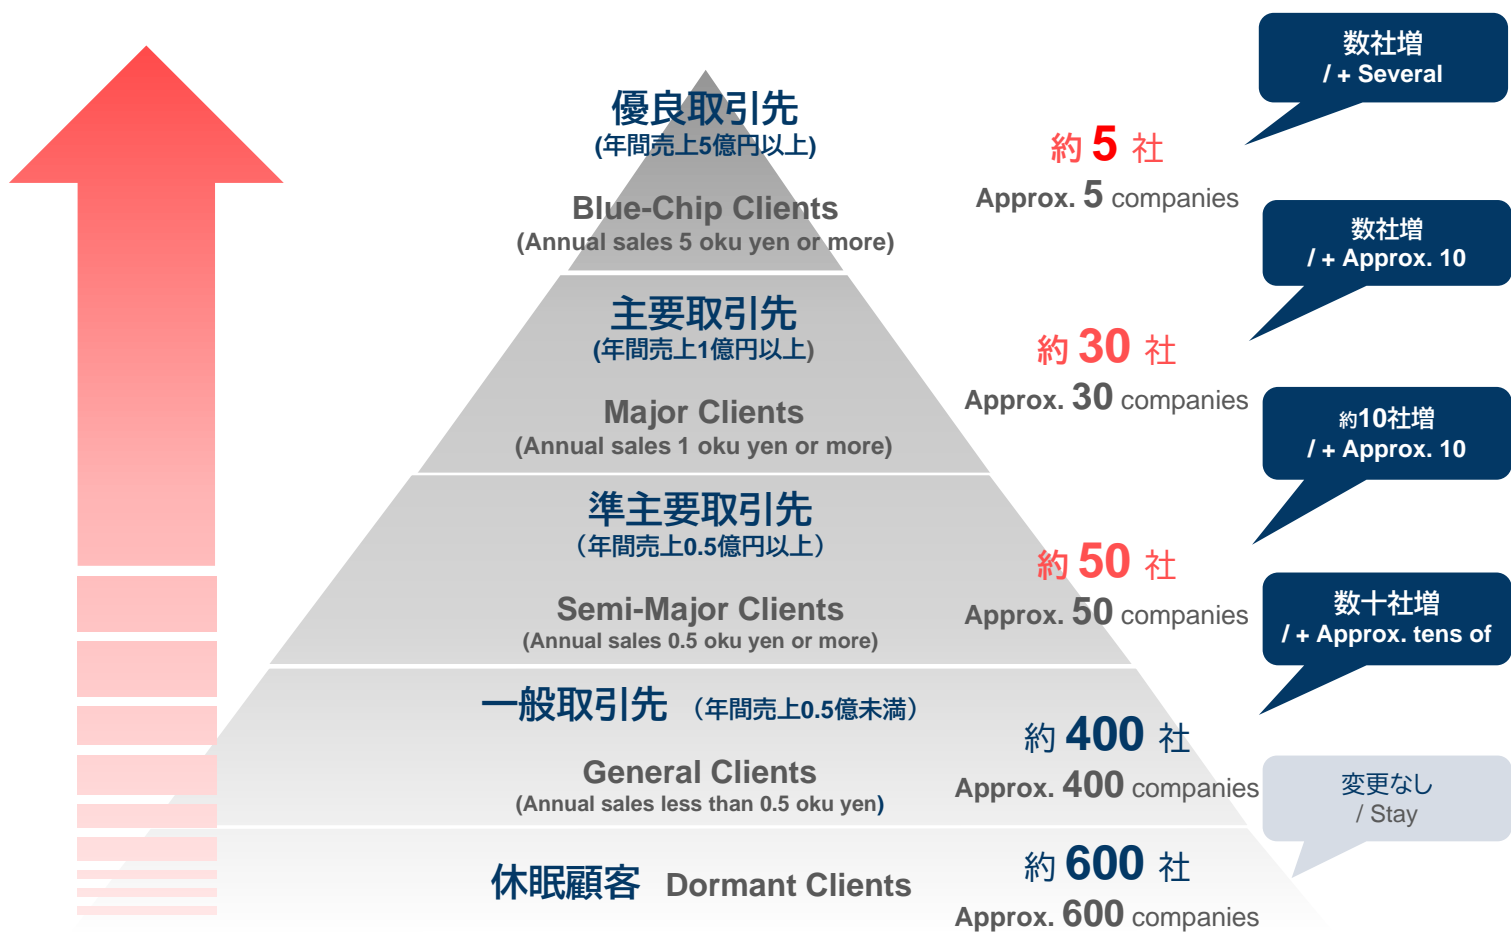 数社増
/ + Several
優良取引先
(年間売上5億円以上)
約 5 社
Approx. 5 companies
Blue-Chip Clients
(Annual sales 5 oku yen or more)
数社増
/ + Approx. 10
主要取引先
(年間売上1億円以上)
約 30 社
Approx. 30 companies
Major Clients
(Annual sales 1 oku yen or more)
約10社増
/ + Approx. 10
準主要取引先
（年間売上0.5億円以上）
約 50 社
Approx. 50 companies
Semi-Major Clients
(Annual sales 0.5 oku yen or more)
数十社増
/ + Approx. tens of
一般取引先 （年間売上0.5億未満）
約 400 社
Approx. 400 companies
General Clients
(Annual sales less than 0.5 oku yen)
変更なし
/ Stay
休眠顧客 Dormant Clients
約 600 社
Approx. 600 companies